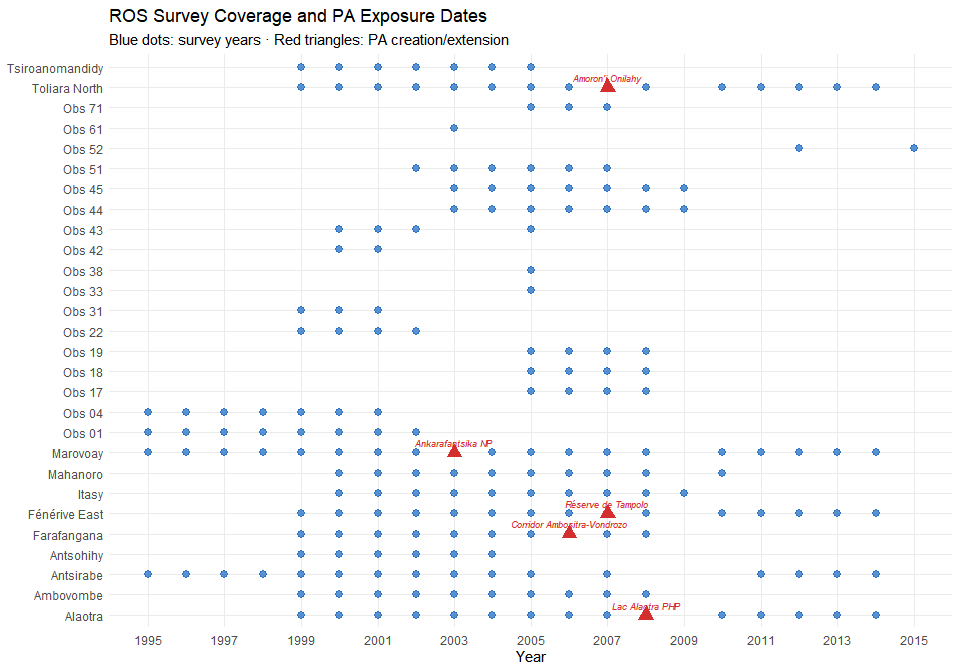 ROS Survey Coverage and PA Exposure Dates
Blue dots: survey years · Red triangles: PA creation/extension
Tsiroanomandidy
Amoron'i Onilahy
Toliara North
Obs 71
Obs 61
Obs 52
Obs 51
Obs 45
Obs 44
Obs 43
Obs 42
Obs 38
Obs 33
Obs 31
Obs 22
Obs 19
Obs 18
Obs 17
Obs 04
Obs 01
Ankarafantsika NP
Marovoay
Mahanoro
Itasy
Réserve de Tampolo
Fénérive East
Corridor Ambositra-Vondrozo
Farafangana
Antsohihy
Antsirabe
Ambovombe
Lac Alaotra PHP
Alaotra
1995 1997 1999 2001 2003 2005 2007 2009 2011 2013 2015
Year